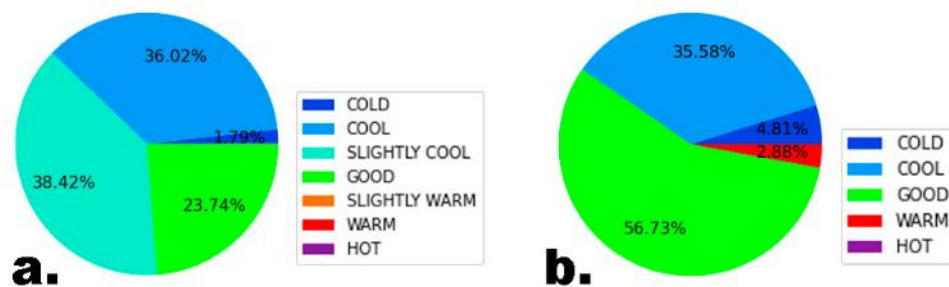 36.02%
1.79%
38.42%
23.74%
COLD
COOL
SLIGHTLY COOL
GOOD
SLIGHTLY WARM
WARM
HOT
a.
35.58%
4.81%
2.88%
56.73%
COLD
COOL
GOOD
WARM
HOT
b.